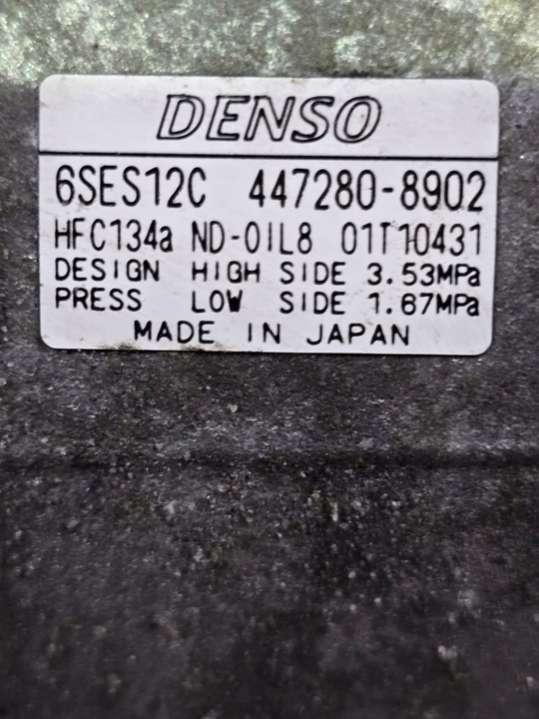 DENSO
6SES12C 447280-8902
HFC134a ND-OIL8 01T10431
DESIGN HIGH SIDE 3.53MPa
PRESS LOW SIDE 1.67MPa
MADE IN JAPAN